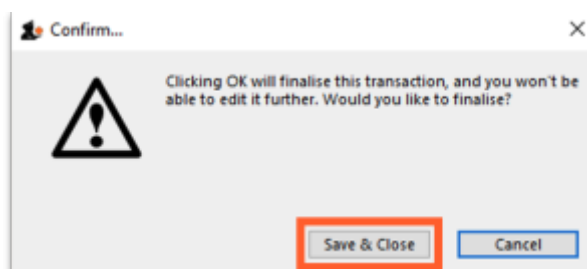 Confirm...
Clicking OK will finalise this transaction, and you won't be
able to edit it further. Would you like to finalise?
Save & Close
Cancel